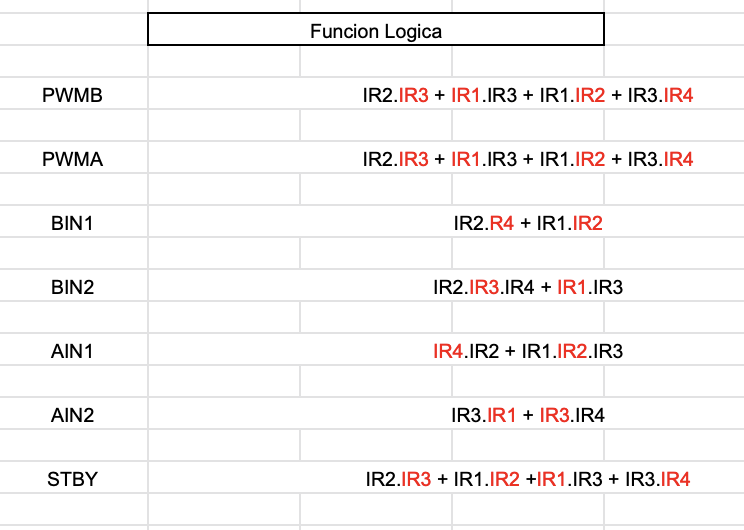 Funcion Logica
PWMB IR2.IR3 + IR1.IR3 + IR1.IR2 + IR3.IR4
PWMA IR2.IR3 + IR1.IR3 + IR1.IR2 + IR3.IR4
BIN1 IR2.R4 + IR1.IR2
BIN2 IR2.IR3.IR4 + IR1.IR3
AIN1 IR4.IR2 + IR1.IR2.IR3
AIN2 IR3.IR1 + IR3.IR4
STBY IR2.IR3 + IR1.IR2 +IR1.IR3 + IR3.IR4